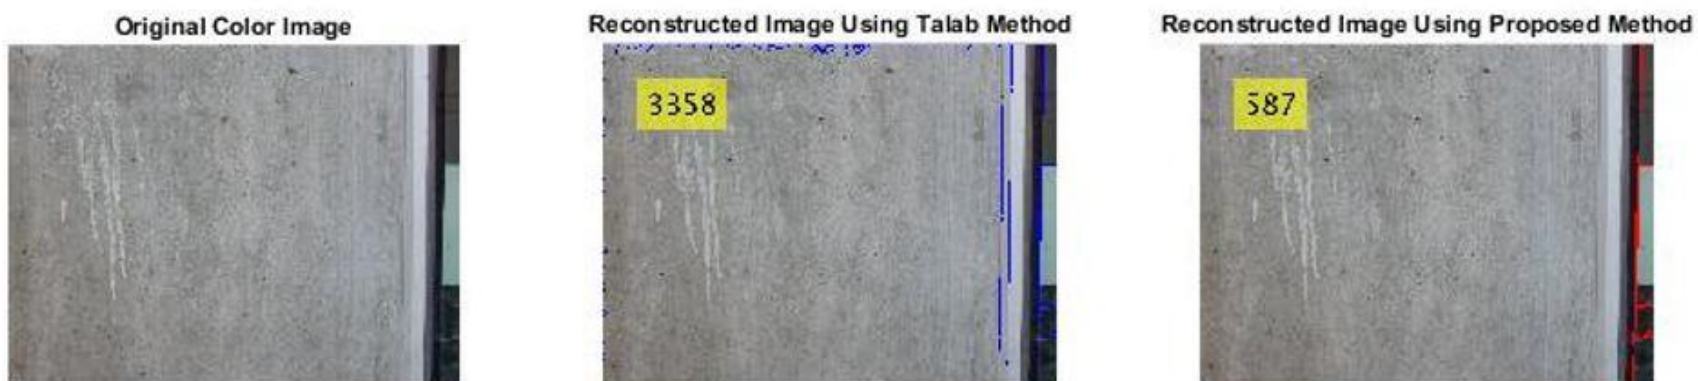 Original Color Image
Reconstructed Image Using Talab Method
Reconstructed Image Using Proposed Method
3358
587